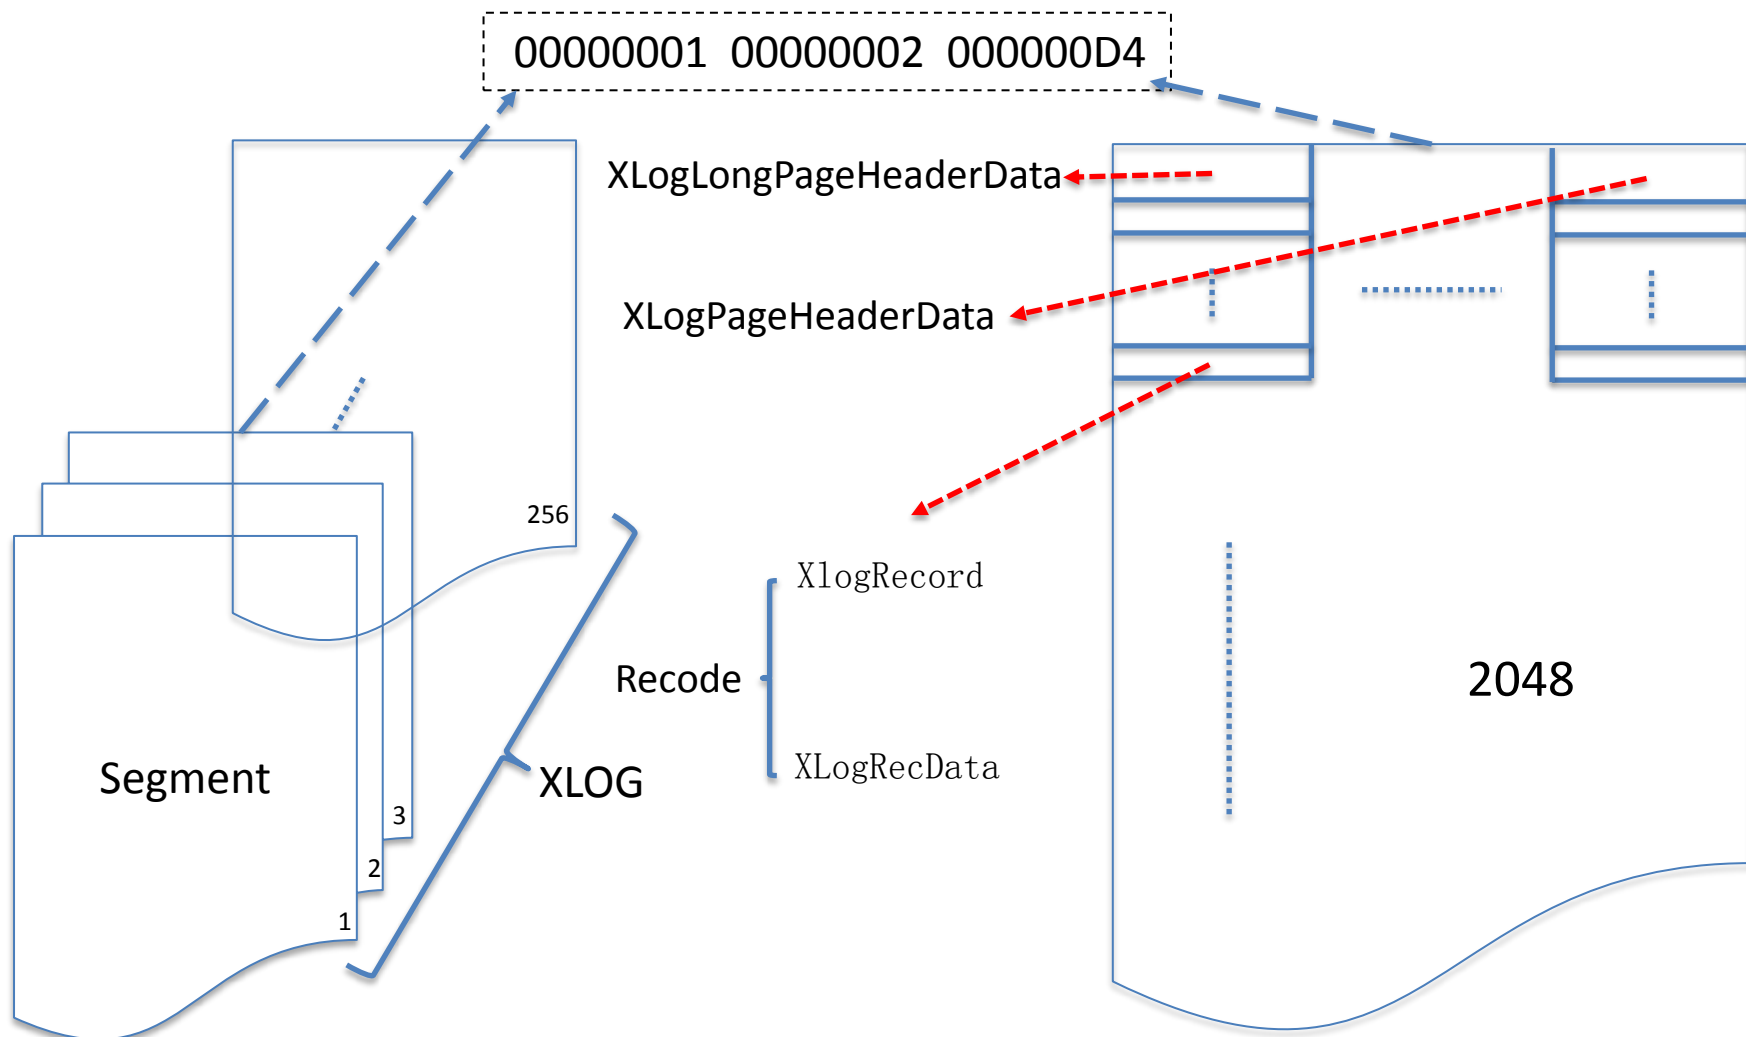 00000001 00000002 000000D4
XLogLongPageHeaderData
XLogPageHeaderData
256
XlogRecord
Recode
XLogRecData
2048
Segment
XLOG
3
2
1